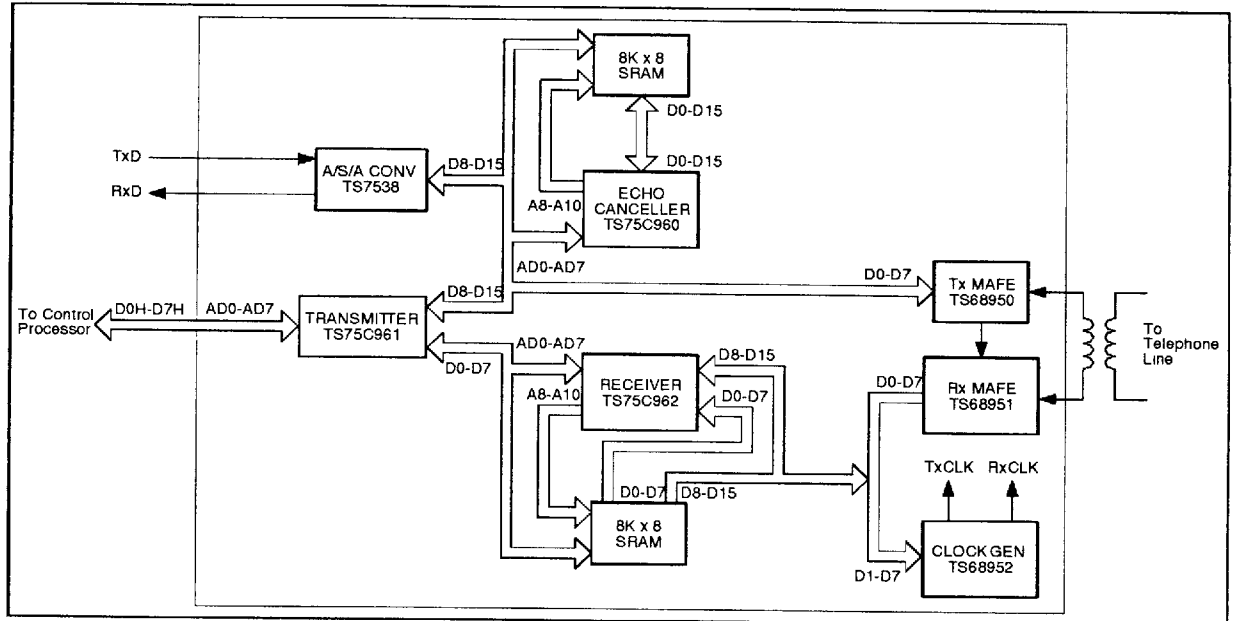 8K x 8
SRAM
D0-D15
D0-D15
TxD
RxD
A/S/A CONV
TS7538
D8-D15
A8-A10
ECHO
CANCELLER
TS75C960
AD0-AD7
D0-D7
Tx MAFE
TS68950
To Control
Processor
D0H-D7H
AD0-AD7
TRANSMITTER
TS75C961
D8-D15
AD0-AD7
D0-D7
A8-A10
RECEIVER
TS75C962
D8-D15
D0-D7
D0-D7
Rx MAFE
TS68951
To
Telephone
Line
TxCLK
RxCLK
D0-D7
D8-D15
8K x 8
SRAM
CLOCK GEN
TS68952
D1-D7